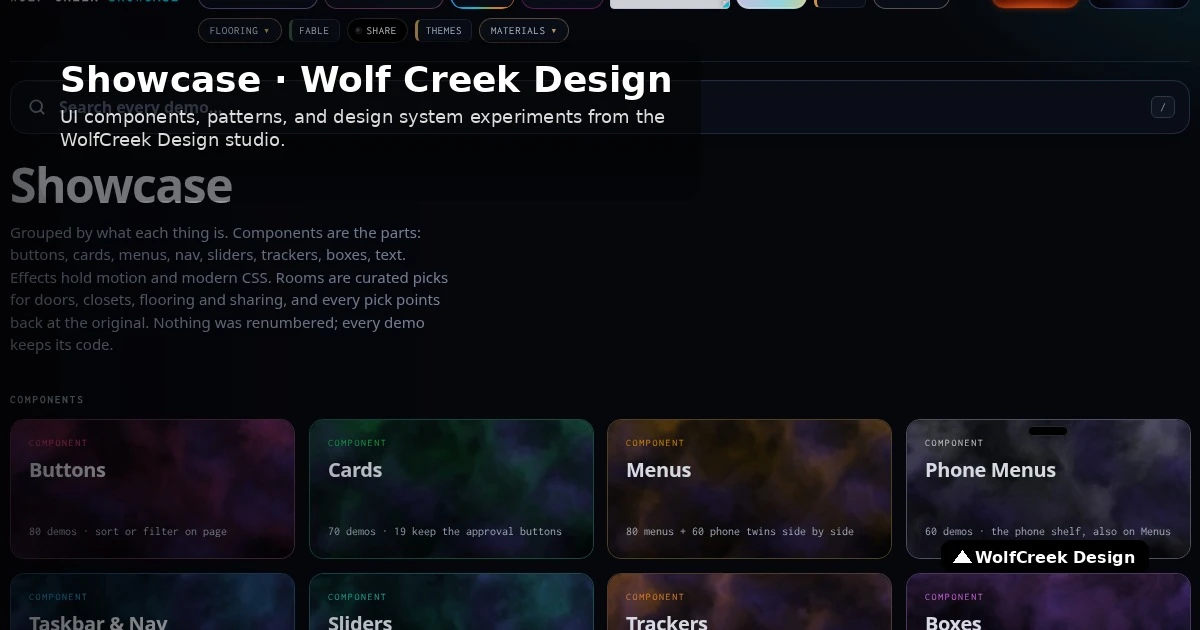 FLOORING ▾
FABLE
SHARE
THEMES
MATERIALS ▾
Showcase · Wolf Creek Design
Search every demo...
/
UI components, patterns, and design system experiments from the
WolfCreek Design studio.
Showcase
Grouped by what each thing is. Components are the parts:
buttons, cards, menus, nav, sliders, trackers, boxes, text.
Effects hold motion and modern CSS. Rooms are curated picks
for doors, closets, flooring and sharing, and every pick points
back at the original. Nothing was renumbered; every demo
keeps its code.
COMPONENTS
COMPONENT
Buttons
80 demos · sort or filter on page
COMPONENT
Cards
70 demos · 19 keep the approval buttons
COMPONENT
Menus
80 menus + 60 phone twins side by side
COMPONENT
Phone Menus
60 demos · the phone shelf, also on Menus
WolfCreek Design
COMPONENT
Taskbar & Nav
COMPONENT
Sliders
COMPONENT
Trackers
COMPONENT
Boxes